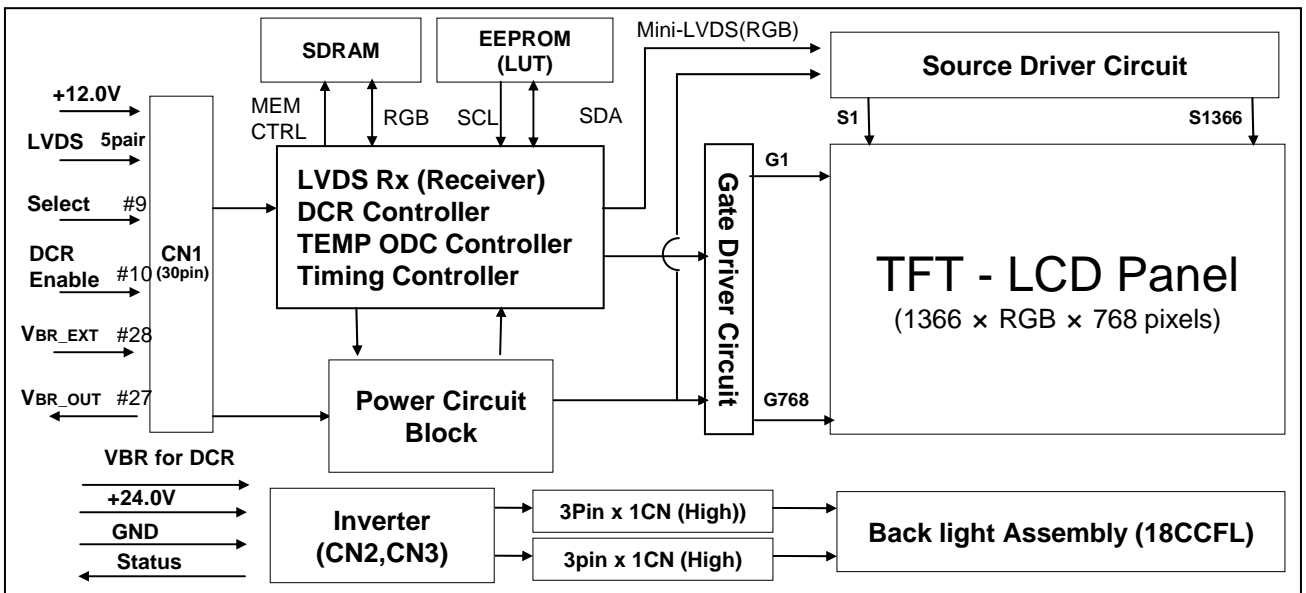 SDRAM
EEPROM
(LUT)
Mini-LVDS(RGB)
Source Driver Circuit
+12.0V
MEM
CTRL
RGB
SCL
SDA
S1
S1366
LVDS 5pair
Select #9
DCR
Enable #10
VBR_EXT #28
VBR_OUT #27
CN1
(30pin)
LVDS Rx (Receiver)
DCR Controller
TEMP ODC Controller
Timing Controller
Gate Driver Circuit
G1
G768
TFT - LCD Panel
(1366 × RGB × 768 pixels)
Power Circuit
Block
VBR for DCR
+24.0V
GND
Status
Inverter
(CN2,CN3)
3Pin x 1CN (High))
3pin x 1CN (High)
Back light Assembly (18CCFL)